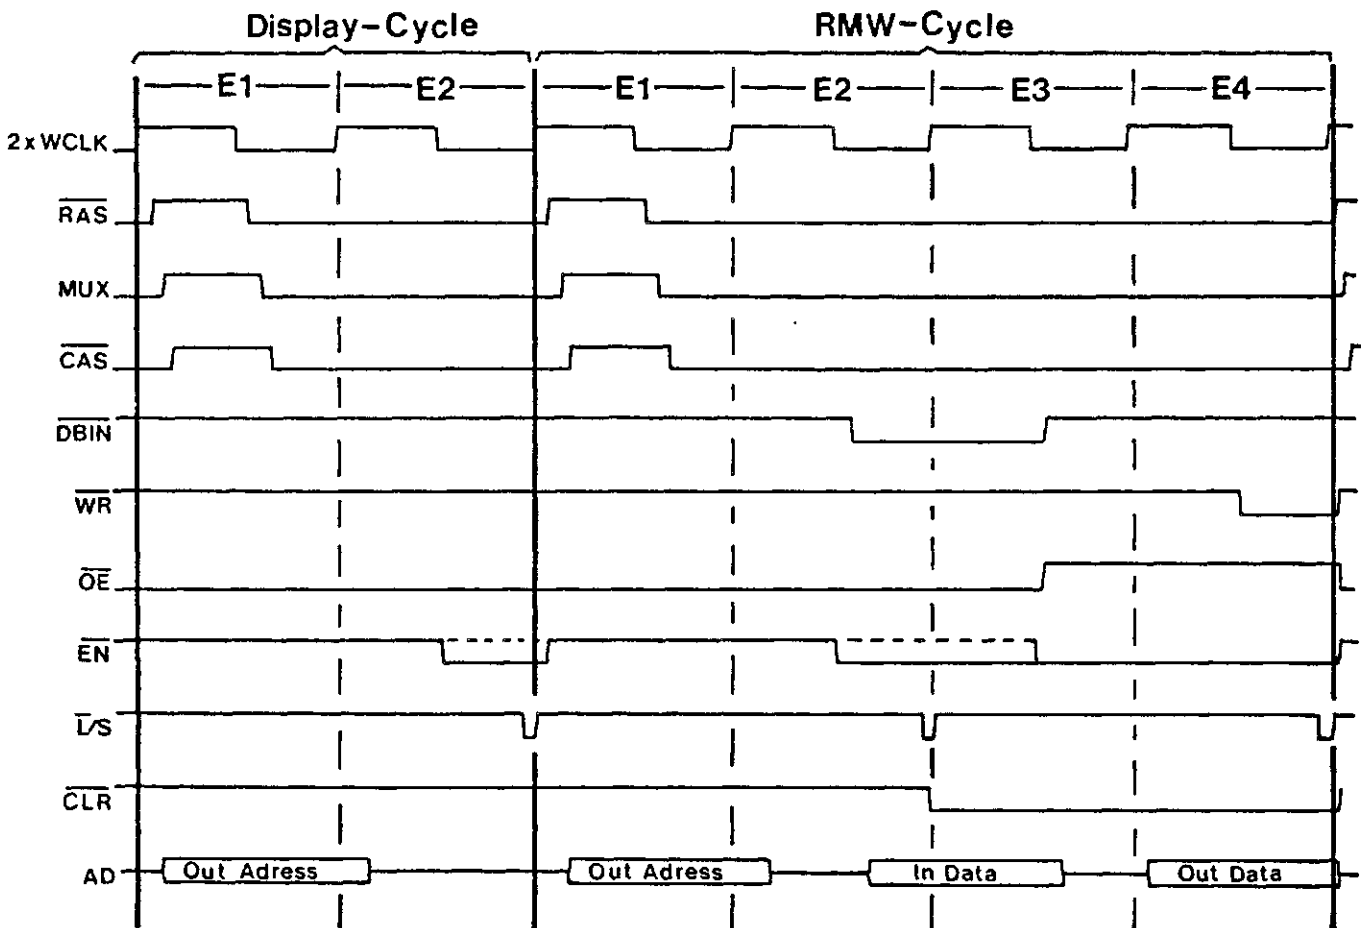 Display-Cycle RMW-Cycle
E1 E2 E1 E2 E3 E4
2xWCLK
RAS
MUX
CAS
DBIN
WR
OE
EN
L/S
CLR
AD Out Adress Out Adress In Data Out Data